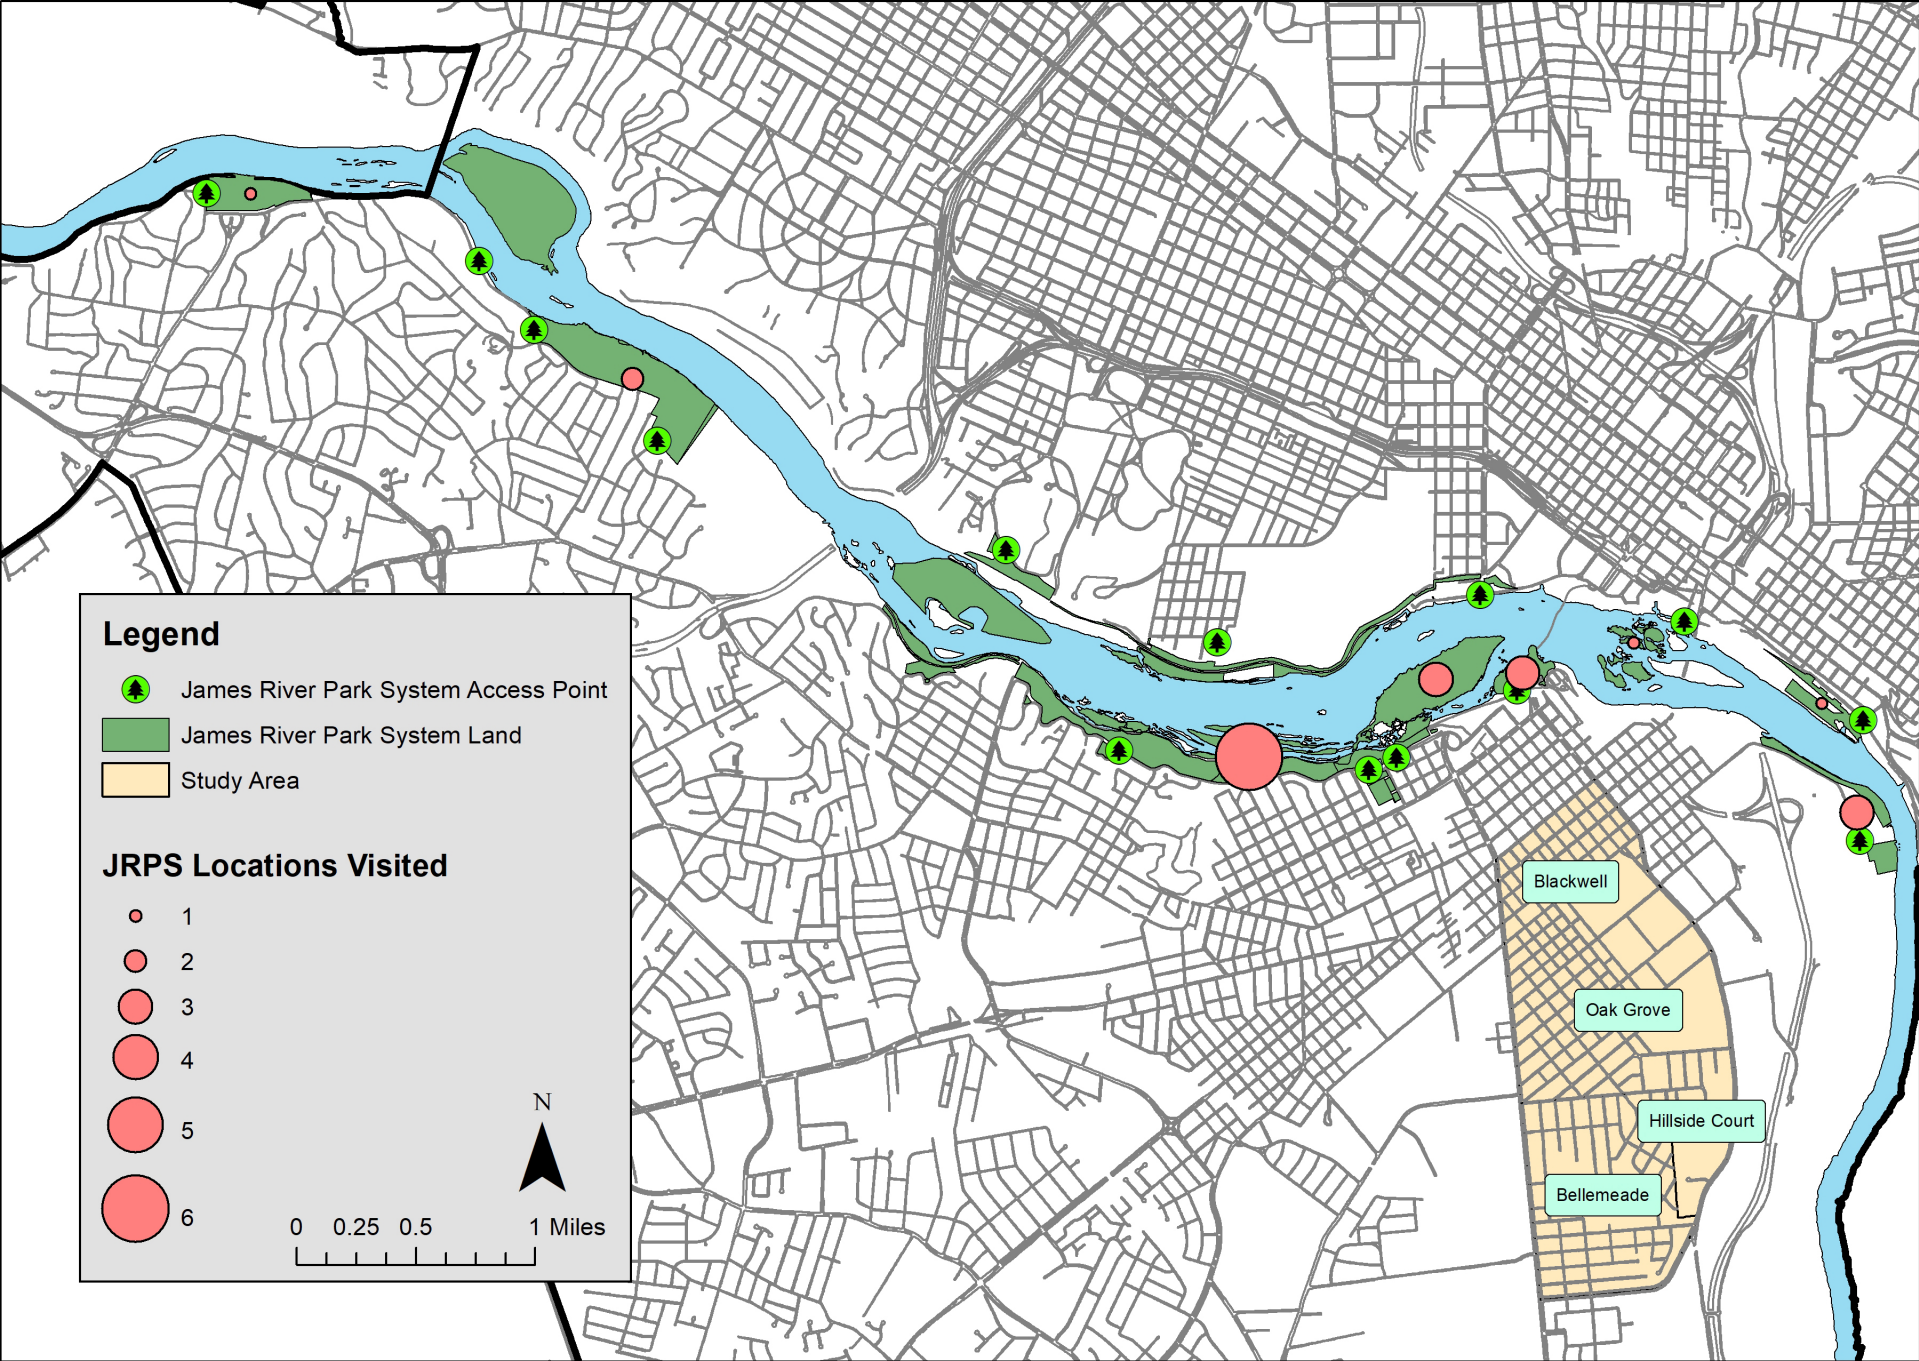 Legend
James River Park System Access Point
James River Park System Land
Study Area
JRPS Locations Visited
1
2
3
4
5
6
N
0 0.25 0.5 1 Miles
Blackwell
Oak Grove
Hillside Court
Bellemeade